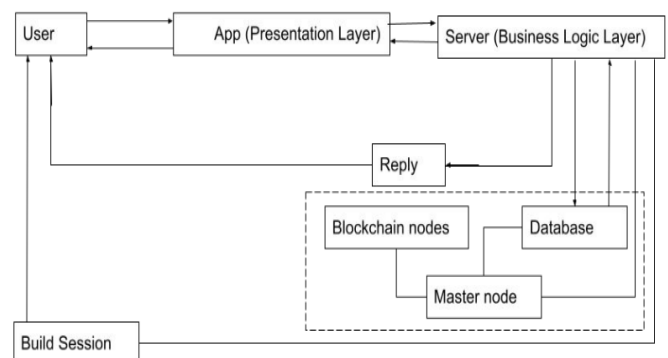 User
App (Presentation Layer)
Server (Business Logic Layer)
Reply
Blockchain nodes
Database
Master node
Build Session